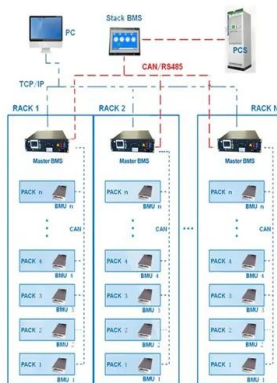 PC
Stack BMS
PCS
CAN/RS485
TCP/IP
RACK 1
RACK 2
RACK N
Master BMS
Master BMS
Master BMS
PACK n
BMU n
PACK n
BMU n
PACK n
BMU n
CAN
CAN
CAN
PACK 4
BMU 4
PACK 4
BMU 4
PACK 4
BMU 4
PACK 3
BMU 3
PACK 3
BMU 3
PACK 3
BMU 3
PACK 2
BMU 2
PACK 2
BMU 2
PACK 2
BMU 2
PACK 1
BMU 1
PACK 1
BMU 1
PACK 1
BMU 1